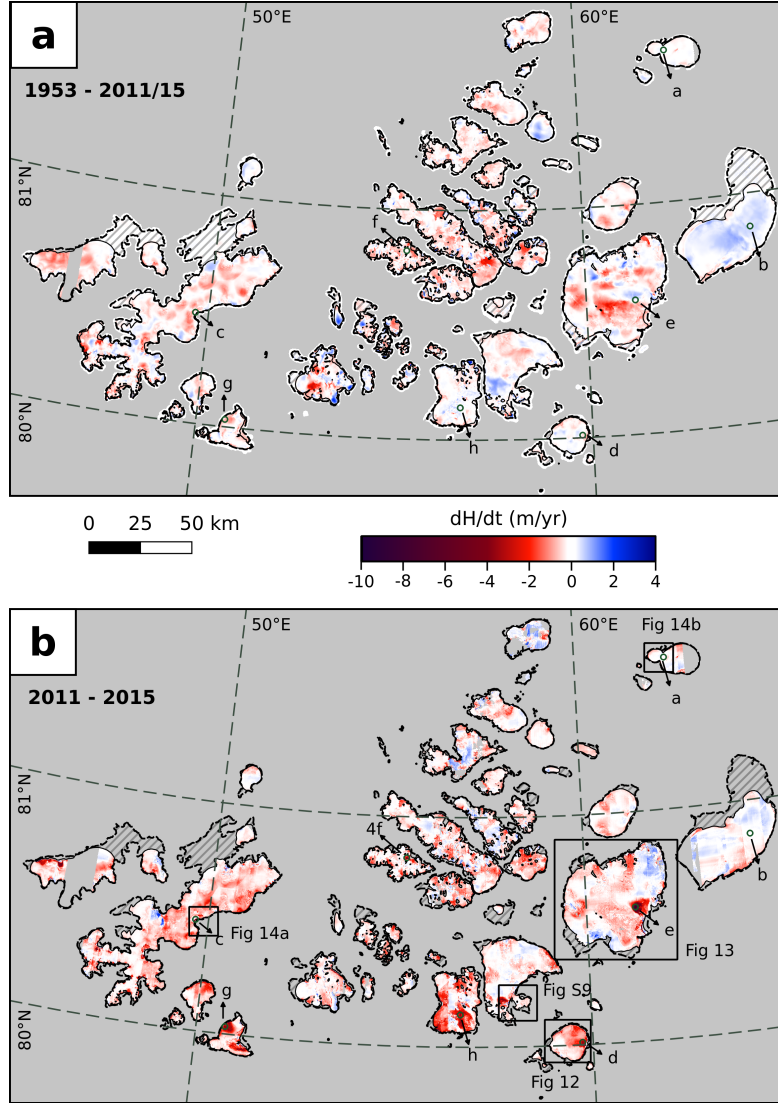 a
50°E
60°E
1953 - 2011/15
a
81°N
f
b
c
e
g
80°N
h
d
0 25 50 km
dH/dt (m/yr)
-10 -8 -6 -4 -2 0 2 4
b
50°E
60°E
Fig 14b
2011 - 2015
a
81°N
4f
b
c
Fig 14a
e
Fig 13
g
Fig S9
80°N
h
d
Fig 12